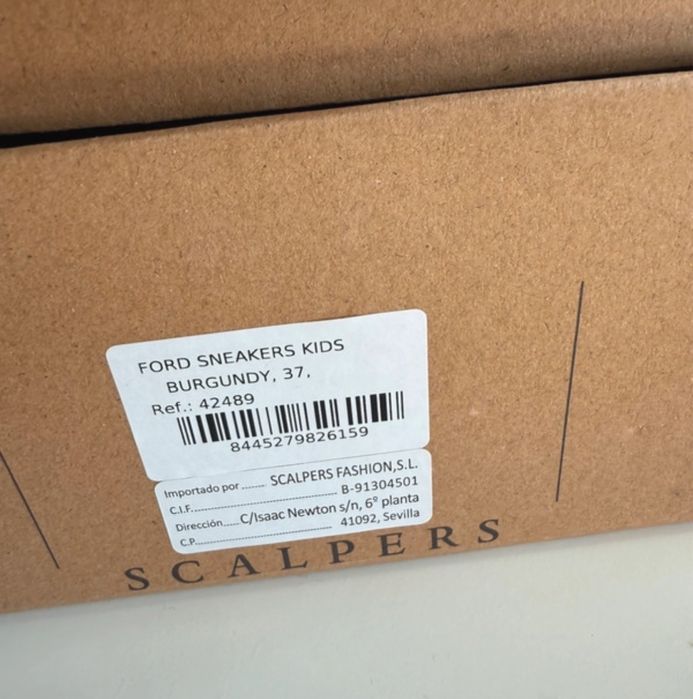 FORD SNEAKERS KIDS
BURGUNDY, 37,
Ref.: 42489
8445279826159
Importado por ....... SCALPERS FASHION,S.L.
C.I.F............................................. B-91304501
Dirección.....C/Isaac Newton s/n, 6º planta
C.P............................................ 41092, Sevilla
SCALPERS